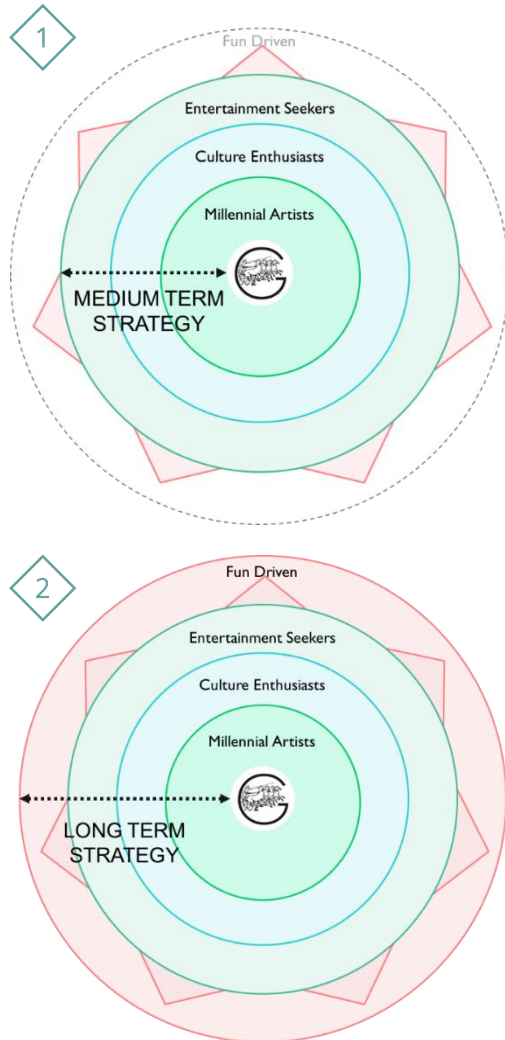 1
Fun Driven
Entertainment Seekers
Culture Enthusiasts
Millennial Artists
G
MEDIUM TERM
STRATEGY
2
Fun Driven
Entertainment Seekers
Culture Enthusiasts
Millennial Artists
G
LONG TERM
STRATEGY